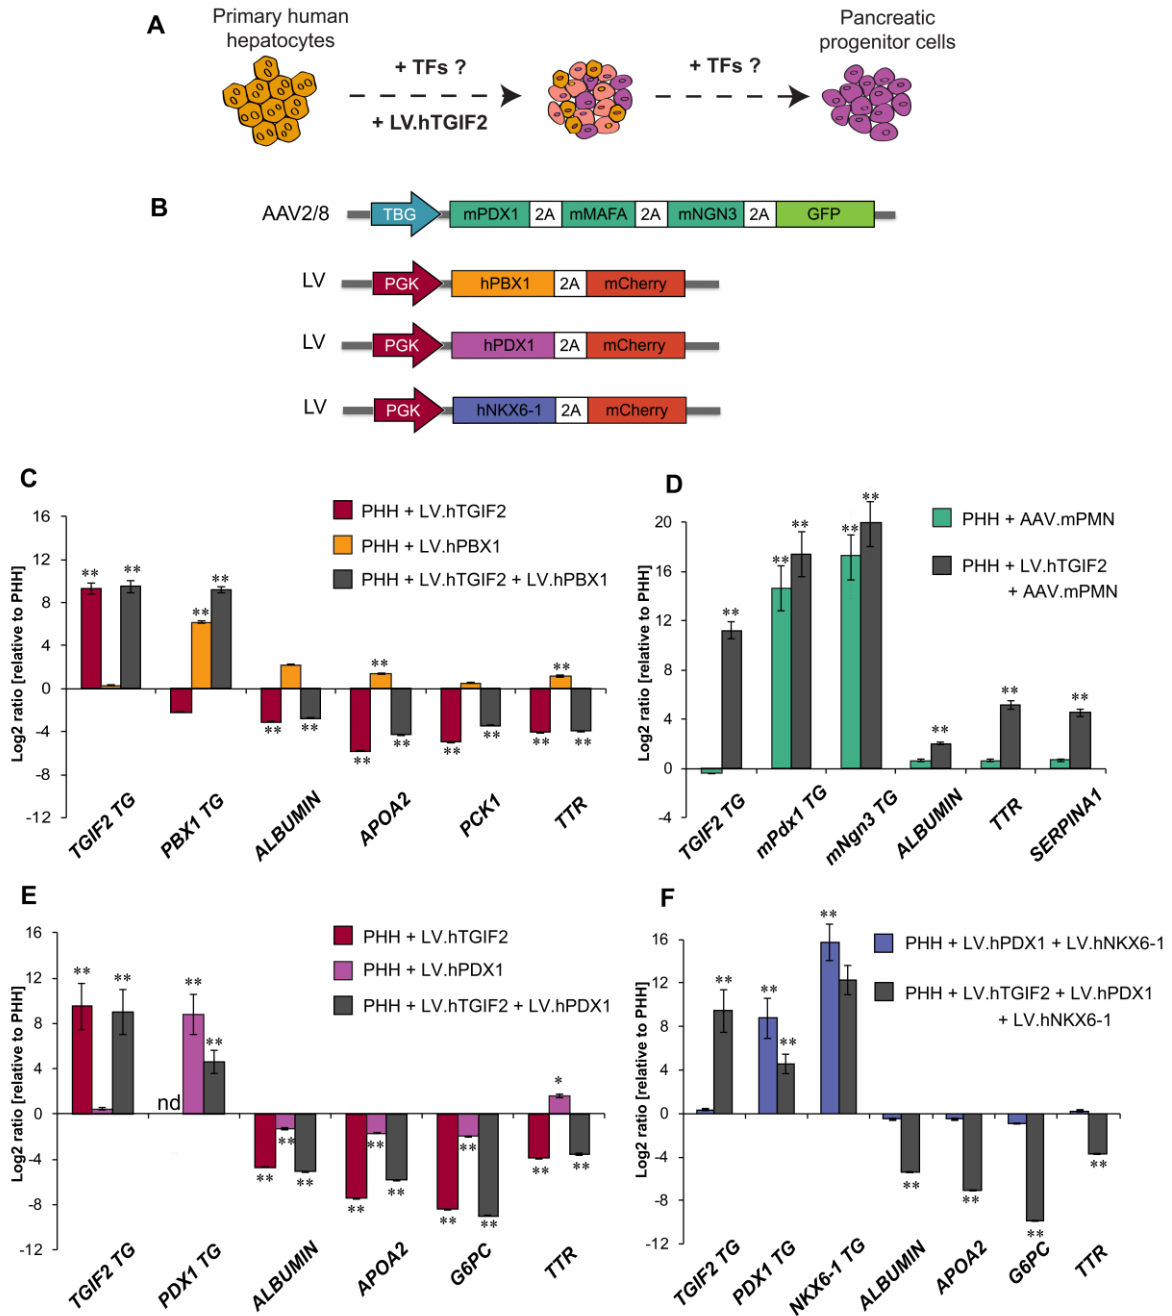 A
Primary human
hepatocytes
+ TFs ?
+ LV.hTGIF2
+ TFs ?
Pancreatic
progenitor cells
B
AAV2/8
TBG
mPDX1
2A
mMAFA
2A
mNGN3
2A
GFP
LV
PGK
hPBX1
2A
mCherry
LV
PGK
hPDX1
2A
mCherry
LV
PGK
hNKX6-1
2A
mCherry
C
Log2 ratio [relative to PHH]
16
12
8
4
0
-4
-8
-12
PHH + LV.hTGIF2
PHH + LV.hPBX1
PHH + LV.hTGIF2 + LV.hPBX1
** ** ** **
** **
** ** ** ** ** ** ** **
TGIF2 TG
PBX1 TG
ALBUMIN
APOA2
PCK1
TTR
D
Log2 ratio [relative to PHH]
20
16
12
8
4
0
-4
PHH + AAV.mPMN
PHH + LV.hTGIF2
+ AAV.mPMN
** ** ** ** ** ** ** **
TGIF2 TG
mPdx1 TG
mNgn3 TG
ALBUMIN
TTR
SERPINA1
E
Log2 ratio [relative to PHH]
16
12
8
4
0
-4
-8
-12
PHH + LV.hTGIF2
PHH + LV.hPDX1
PHH + LV.hTGIF2 + LV.hPDX1
** ** ** **
nd
*
** ** ** ** ** ** ** ** ** ** **
TGIF2 TG
PDX1 TG
ALBUMIN
APOA2
G6PC
TTR
F
Log2 ratio [relative to PHH]
16
12
8
4
0
-4
-8
-12
PHH + LV.hPDX1 + LV.hNKX6-1
PHH + LV.hTGIF2 + LV.hPDX1
+ LV.hNKX6-1
** ** ** **
** ** ** **
TGIF2 TG
PDX1 TG
NKX6-1 TG
ALBUMIN
APOA2
G6PC
TTR